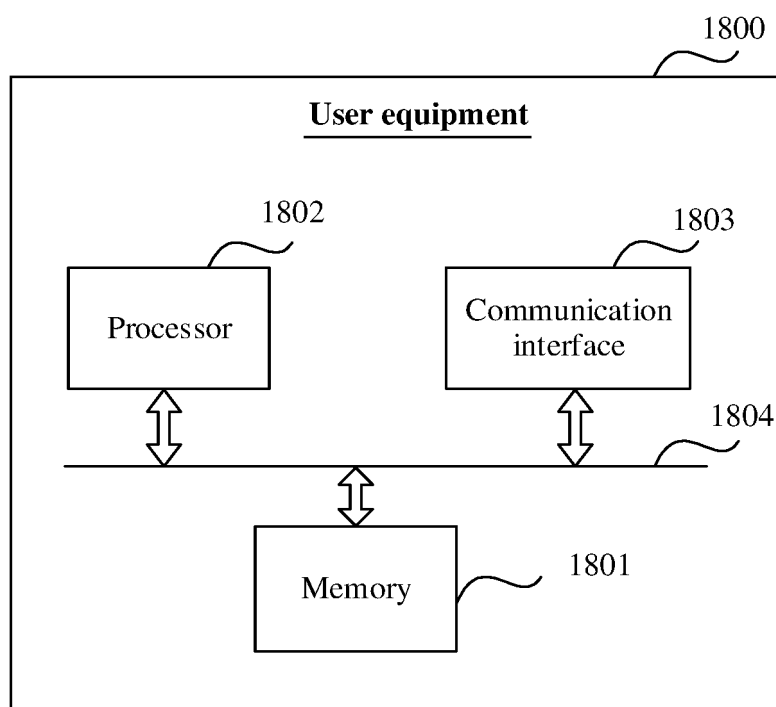 1800
User equipment
1802
1803
Processor
Communication
interface
1804
Memory
1801